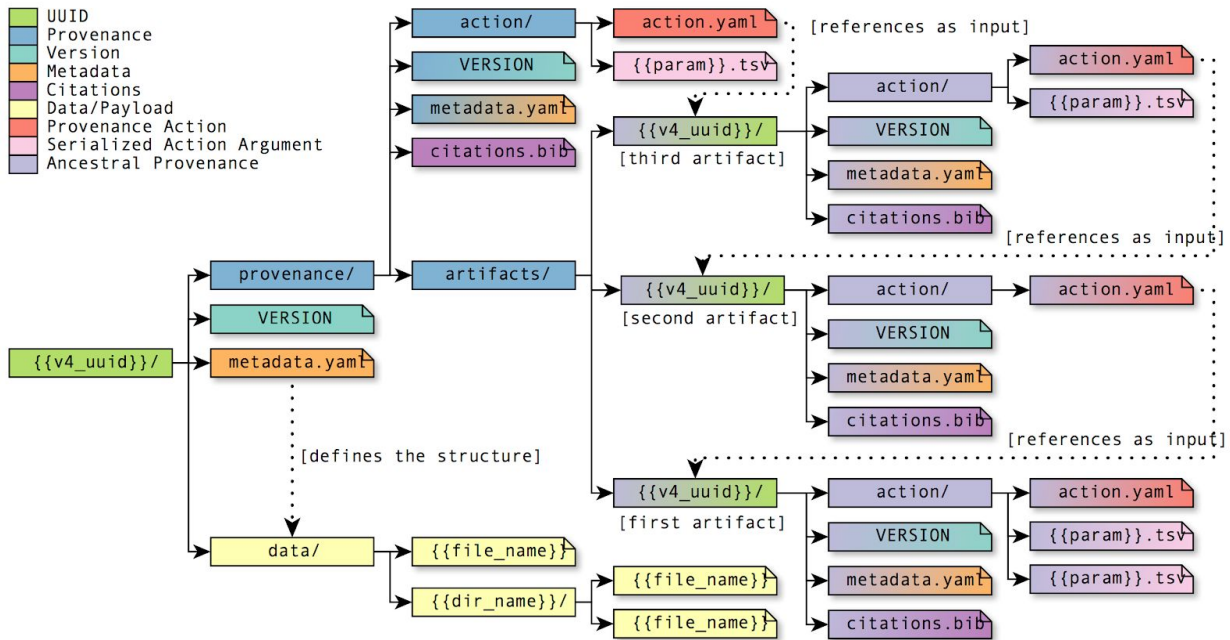 UUID
Provenance
Version
Metadata
Citations
Data/Payload
Provenance Action
Serialized Action Argument
Ancestral Provenance
action/
action.yaml
[references as input]
VERSION
{{param}}.tsv
action.yaml
action/
metadata.yaml
{{param}}.tsv
{{v4_uuid}}/
VERSION
citations.bib
[third artifact]
metadata.yaml
citations.bib
[references as input]
provenance/
artifacts/
{{v4_uuid}}/
action/
action.yaml
VERSION
[second artifact]
VERSION
{{v4_uuid}}/
metadata.yaml
metadata.yaml
citations.bib
[references as input]
[defines the structure]
{{v4_uuid}}/
action/
action.yaml
[first artifact]
VERSION
{{param}}.tsv
data/
{{file_name}}
metadata.yaml
{{param}}.tsv
{{dir_name}}/
{{file_name}}
{{file_name}}
citations.bib